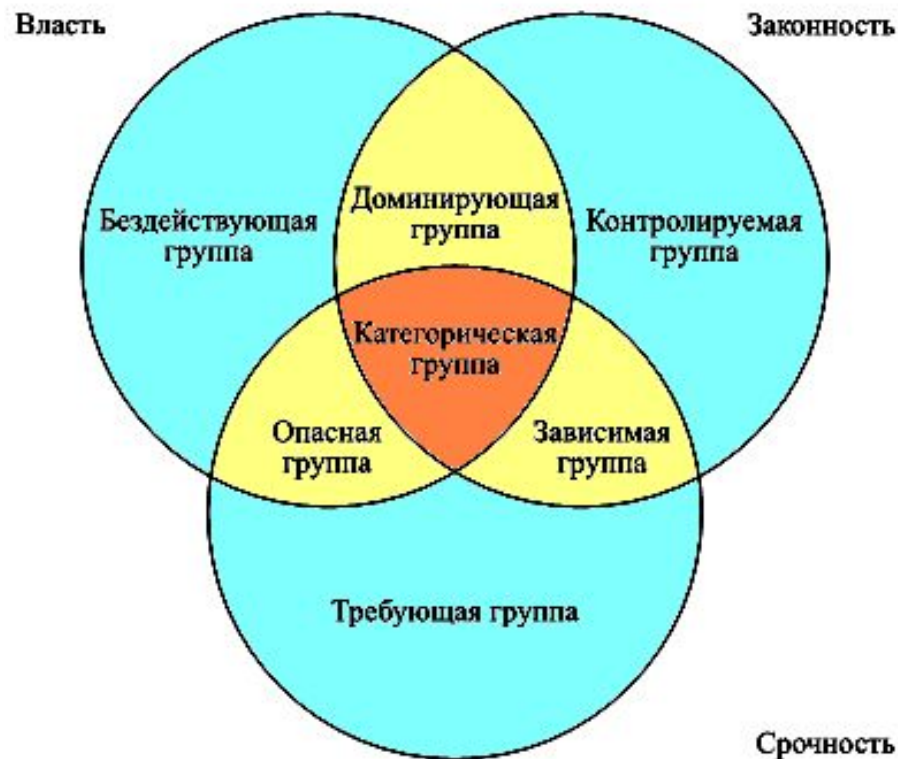 Власть
Законность
Доминирующая
группа
Бездействующая
группа
Контролируемая
группа
Категорическая
группа
Опасная
группа
Зависимая
группа
Требующая группа
Срочность